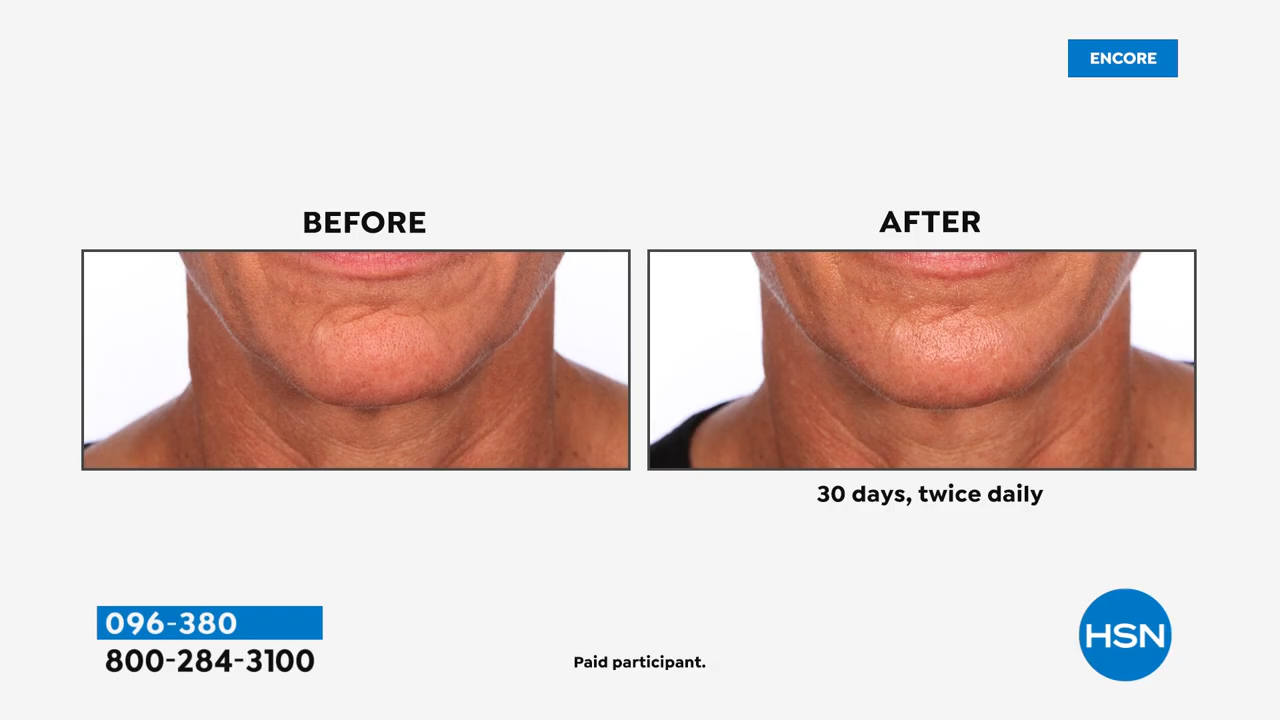 ENCORE
BEFORE
AFTER
30 days, twice daily
096-380
800-284-3100
Paid participant.
HSN